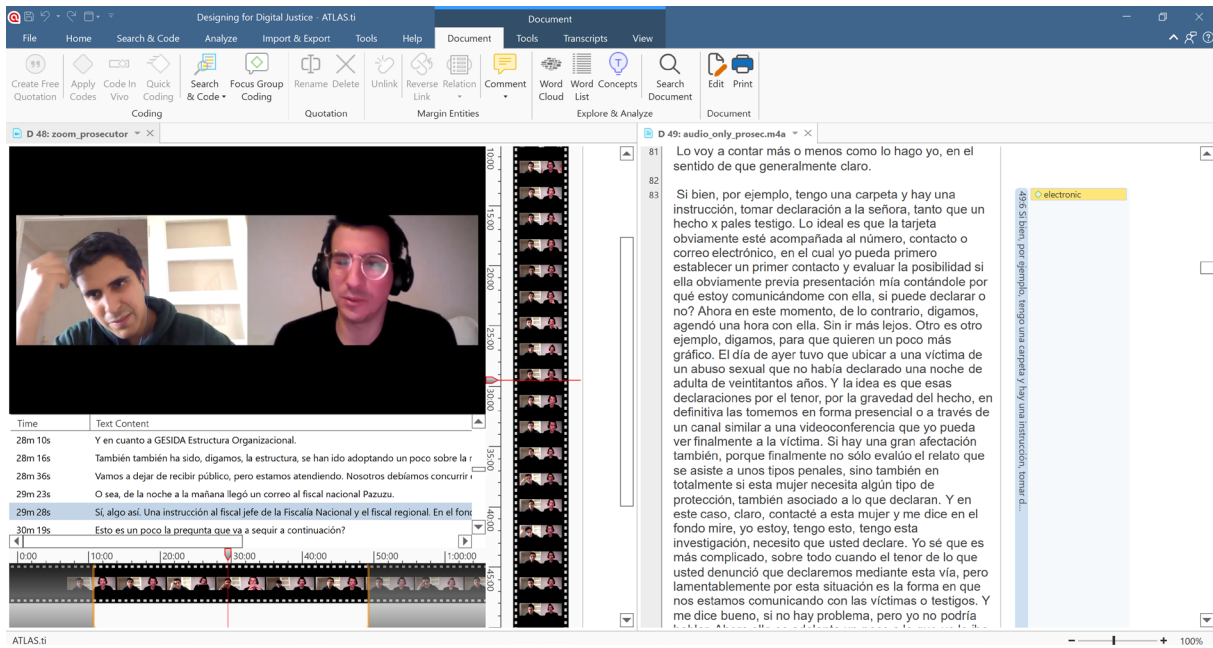 Designing for Digital Justice - ATLAS.ti
Document
File Home Search & Code Analyze Import & Export Tools Help Document Tools Transcripts View
Create Free Quotation
Apply Codes
Code In Vivo
Quick Coding
Search & Code
Focus Group Coding
Rename Delete
Unlink
Reverse Link
Relation
Comment
Word Cloud
Word List
Concepts
Search Document
Edit Print
Coding Quotation Margin Entities Explore & Analyze Document
D 48: zoom_prosecutor
D 49: audio_only_prosec.m4a
10:00
15:00
20:00
25:00
30:00
35:00
40:00
45:00
Time Text Content
28m 10s Y en cuanto a GESIDA Estructura Organizacional.
28m 16s También también ha sido, digamos, la estructura, se han ido adoptando un poco sobre la
28m 36s Vamos a dejar de recibir público, pero estamos atendiendo. Nosotros debíamos concurrir
29m 23s O sea, de la noche a la mañana llegó un correo al fiscal nacional Pazuzu.
29m 28s Sí, algo así. Una instrucción al fiscal jefe de la Fiscalía Nacional y el fiscal regional. En el
30m 19s Esto es un poco la pregunta que va a seguir a continuación?
0:00 10:00 20:00 30:00 40:00 50:00 1:00:00
81 Lo voy a contar más o menos como lo hago yo, en el
sentido de que generalmente claro.
82
83 Si bien, por ejemplo, tengo una carpeta y hay una
instrucción, tomar declaración a la señora, tanto que un
hecho x pales testigo. Lo ideal es que la tarjeta
obviamente esté acompañada al número, contacto o
correo electrónico, en el cual yo pueda primero
establecer un primer contacto y evaluar la posibilidad si
ella obviamente previa presentación mía contándole por
qué estoy comunicándome con ella, si puede declarar o
no? Ahora en este momento, de lo contrario, digamos,
agendó una hora con ella. Sin ir más lejos. Otro es otro
ejemplo, digamos, para que quieren un poco más
gráfico. El día de ayer tuvo que ubicar a una víctima de
un abuso sexual que no había declarado una noche de
adulta de veintitantos años. Y la idea es que esas
declaraciones por el tenor, por la gravedad del hecho, en
definitiva las tomemos en forma presencial o a través de
un canal similar a una videoconferencia que yo pueda
ver finalmente a la víctima. Si hay una gran afectación
también, porque finalmente no sólo evalúo el relato que
se asiste a unos tipos penales, sino también en
totalmente si esta mujer necesita algún tipo de
protección, también asociado a lo que declaran. Y en
este caso, claro, contacté a esta mujer y me dice en el
fondo mire, yo estoy, tengo esto, tengo esta
investigación, necesito que usted declare. Yo sé que es
más complicado, sobre todo cuando el tenor de lo que
usted denunció que declaremos mediante esta vía, pero
lamentablemente por esta situación es la forma en que
nos estamos comunicando con las víctimas o testigos. Y
me dice bueno, si no hay problema, pero yo no podría
496 Si bien, por ejemplo, tengo una carpeta y hay una instrucción, tomar d...
electronic
ATLAS.ti
100%